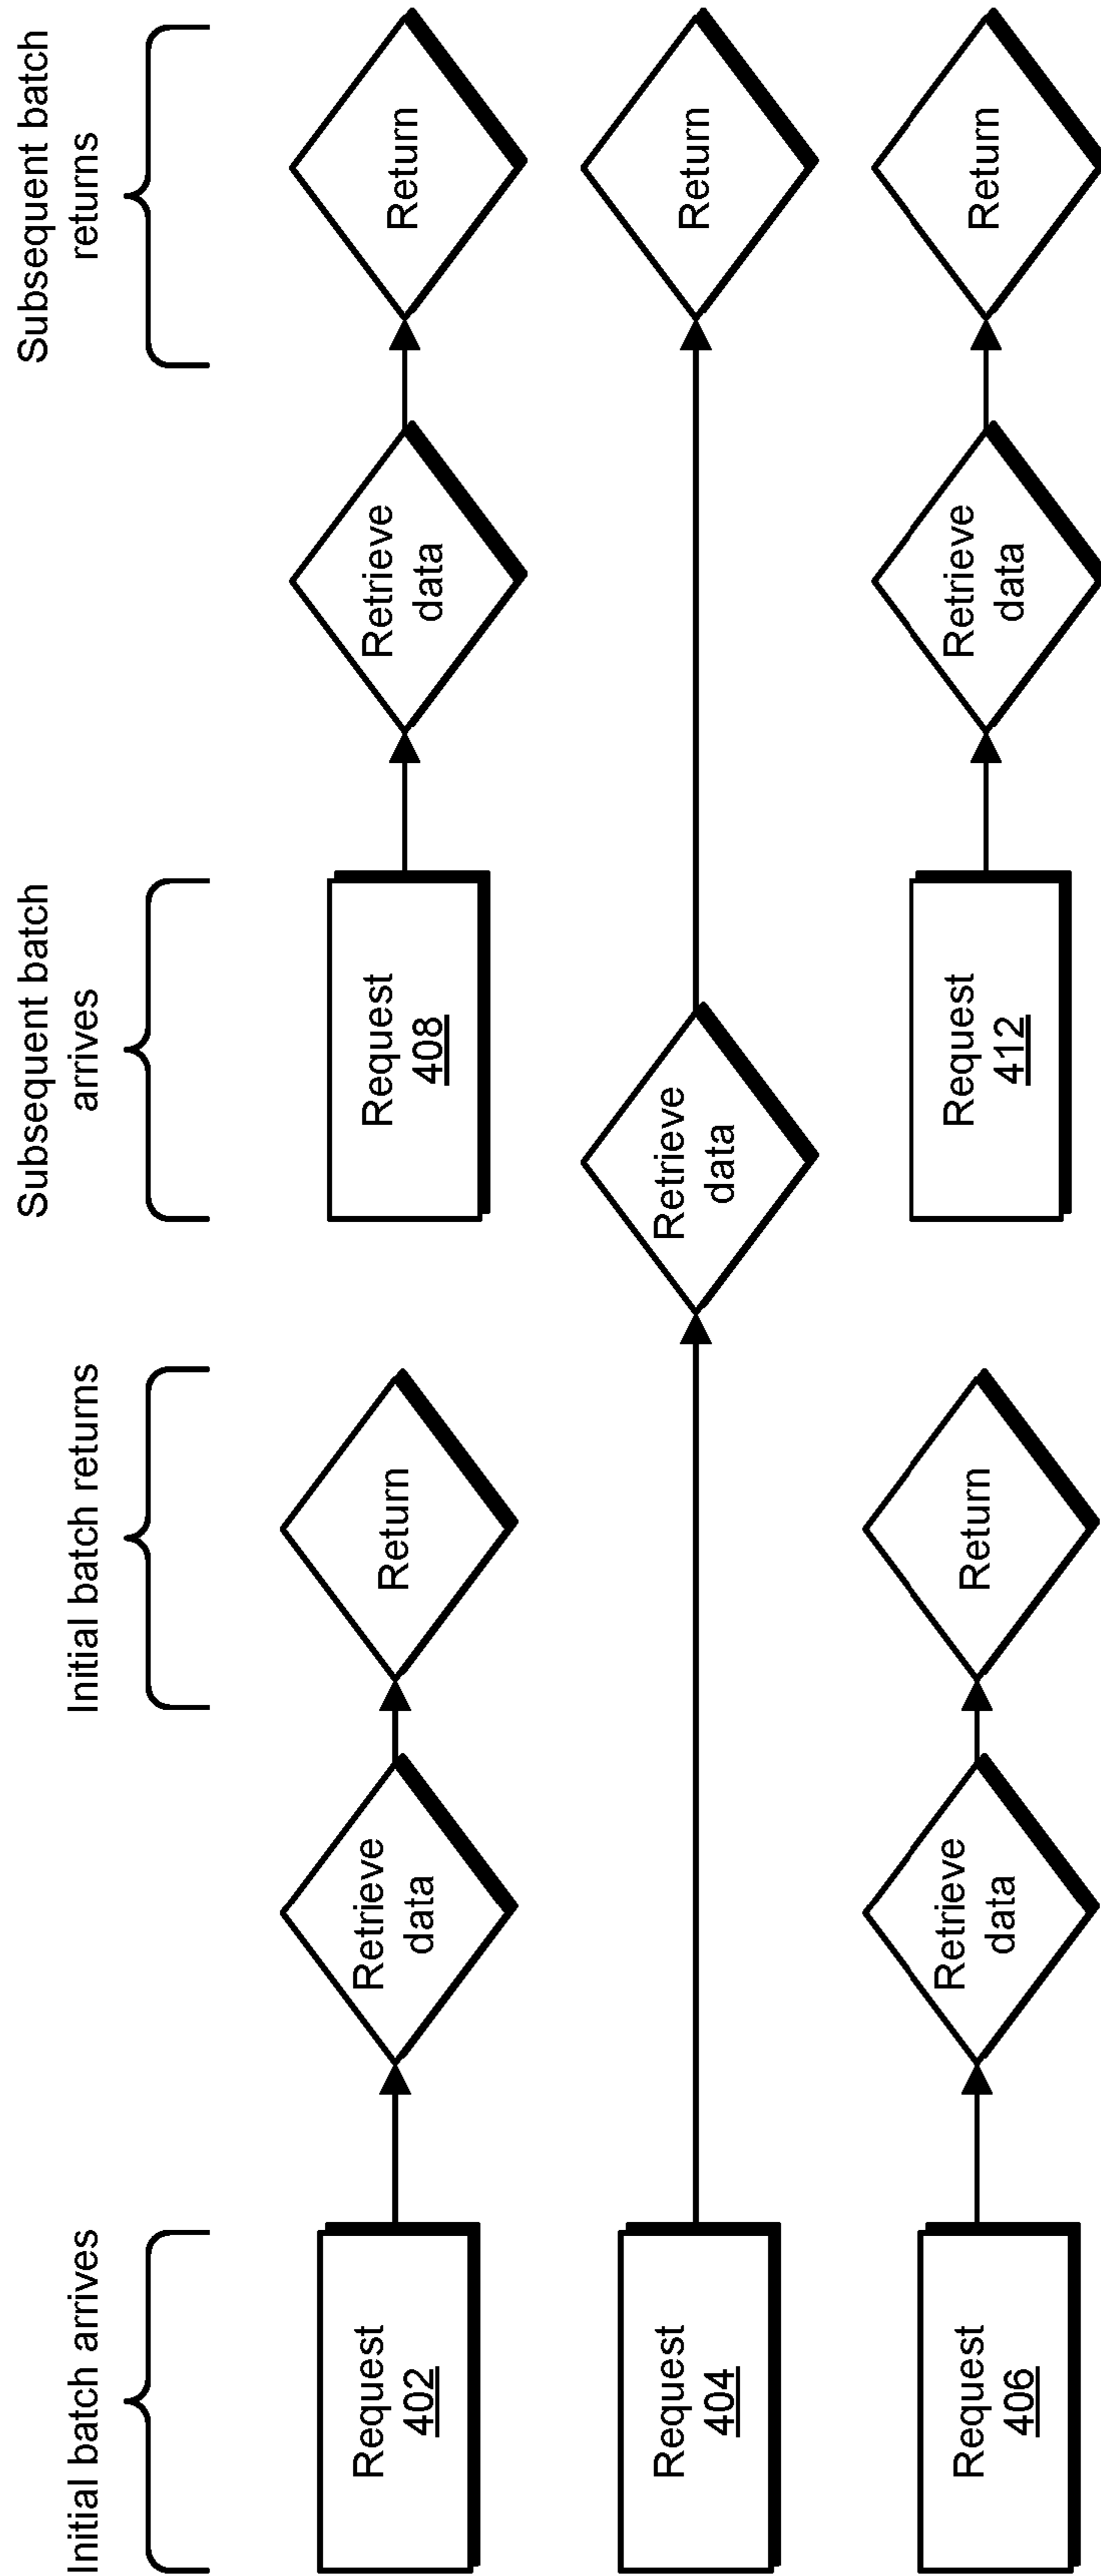 Initial batch arrives
Initial batch returns
Subsequent batch
arrives
Subsequent batch
returns
Request
402
Retrieve
data
Return
Request
408
Retrieve
data
Return
Request
404
Retrieve
data
Return
Request
406
Retrieve
data
Return
Request
412
Retrieve
data
Return